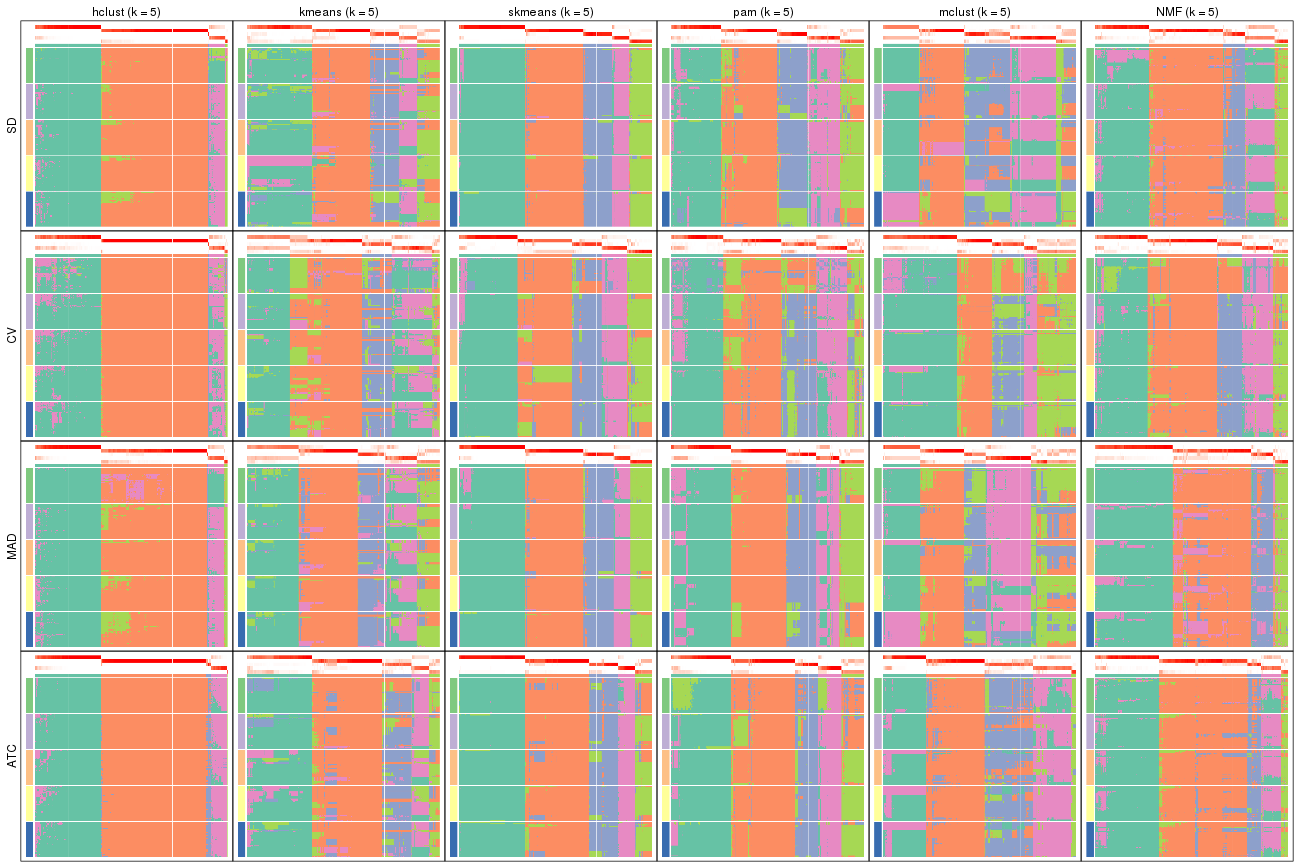 hclust (k = 5) kmeans (k = 5) skmeans (k = 5) pam (k = 5) mclust (k = 5) NMF (k = 5)
SD
CV
MAD
ATC